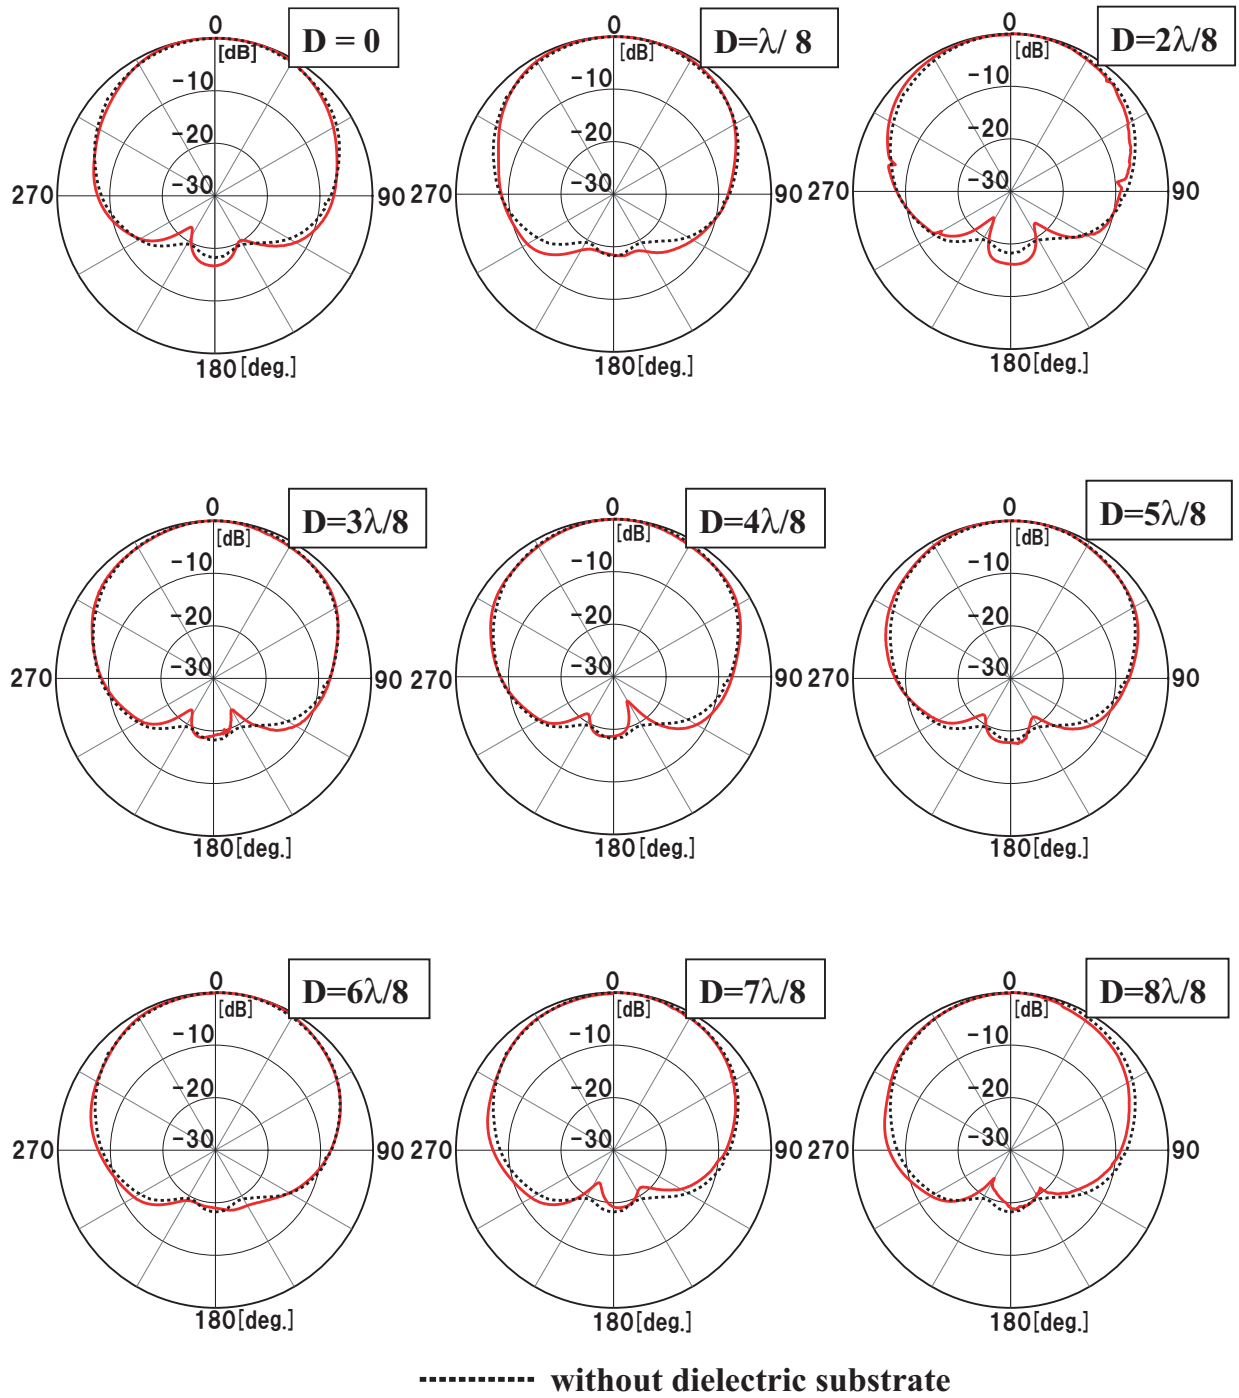 0
D = 0
[dB]
-10
-20
-30
270
90
180[deg.]
0
D=λ/ 8
[dB]
-10
-20
-30
270
90
180[deg.]
0
D=2λ/8
[dB]
-10
-20
-30
270
90
180[deg.]
0
D=3λ/8
[dB]
-10
-20
-30
270
90
180[deg.]
0
D=4λ/8
[dB]
-10
-20
-30
270
90
180[deg.]
0
D=5λ/8
[dB]
-10
-20
-30
270
90
180[deg.]
0
D=6λ/8
[dB]
-10
-20
-30
270
90
180[deg.]
0
D=7λ/8
[dB]
-10
-20
-30
270
90
180[deg.]
0
D=8λ/8
[dB]
-10
-20
-30
270
90
180[deg.]
without dielectric substrate